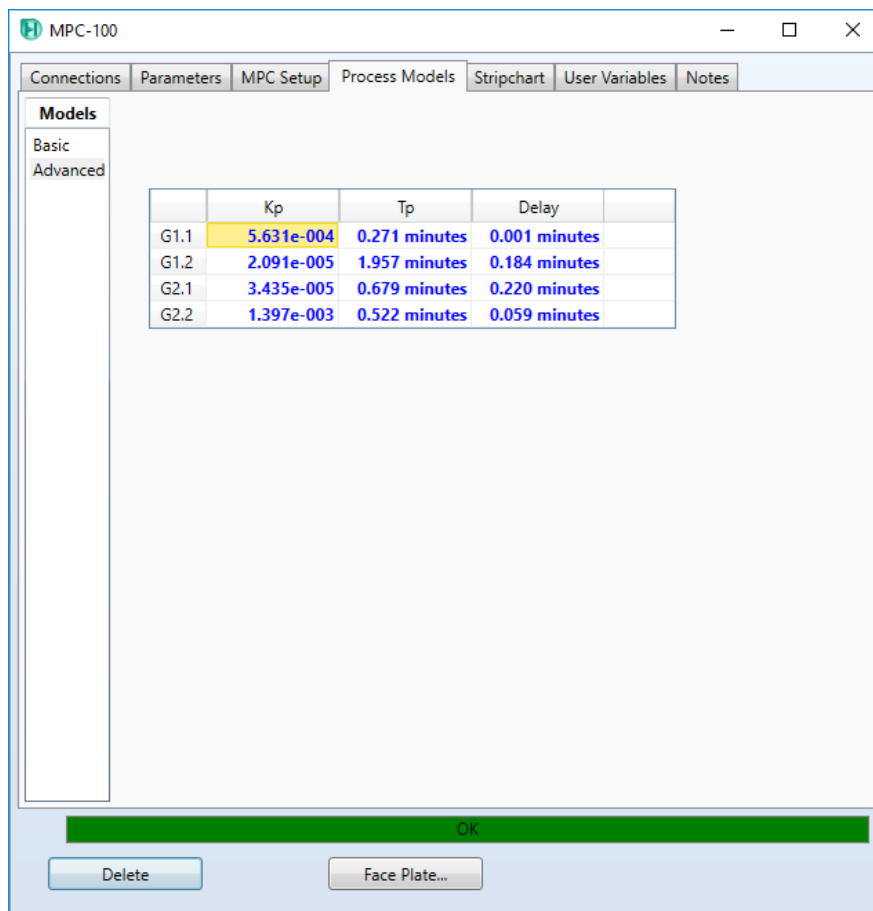 MPC-100
Connections Parameters MPC Setup Process Models Stripchart User Variables Notes
Models
Basic
Advanced
Kp Tp Delay
G1.1 5.631e-004 0.271 minutes 0.001 minutes
G1.2 2.091e-005 1.957 minutes 0.184 minutes
G2.1 3.435e-005 0.679 minutes 0.220 minutes
G2.2 1.397e-003 0.522 minutes 0.059 minutes
OK
Delete Face Plate...